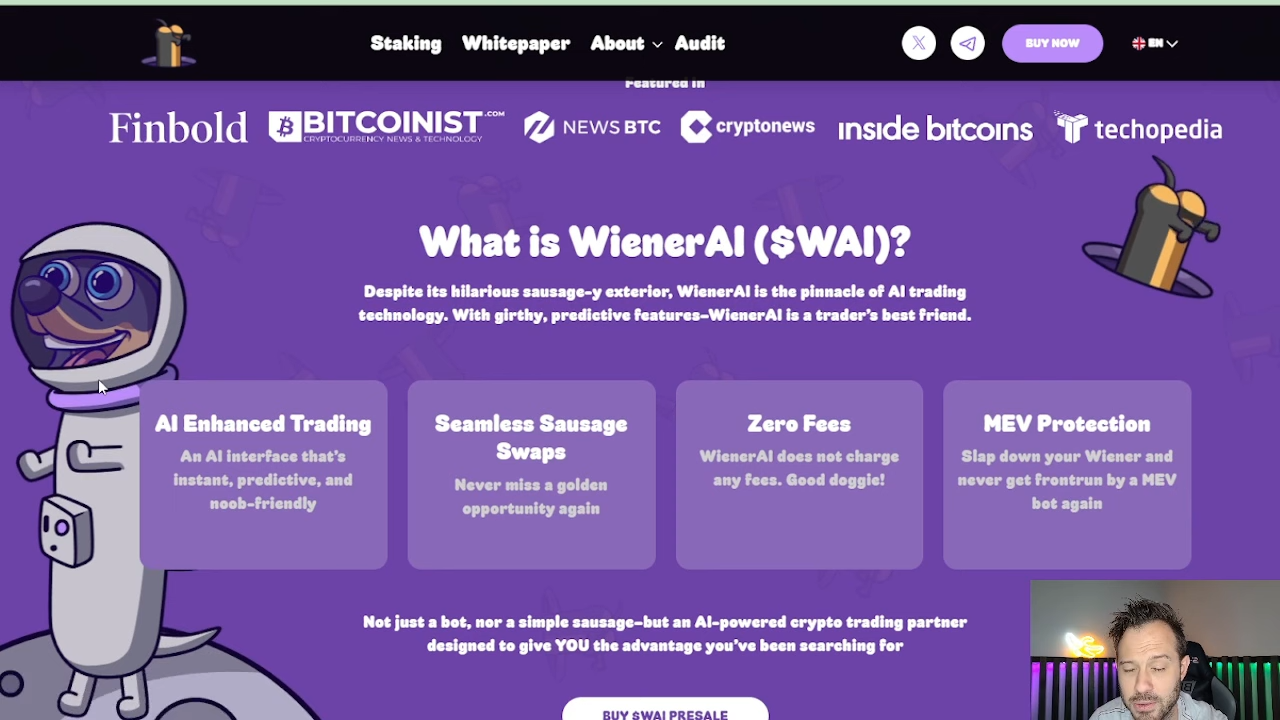 Staking Whitepaper About Audit
BUY NOW
EN
Featured in
Finbold
BITCOINIST.COM
CRYPTOCURRENCY NEWS & TECHNOLOGY
NEWS BTC
cryptonews
inside bitcoins
techopedia
What is WienerAI ($WAI)?
Despite its hilarious sausage-y exterior, WienerAI is the pinnacle of AI trading
technology. With girthy, predictive features-WienerAI is a trader's best friend.
AI Enhanced Trading
An AI interface that's
instant, predictive, and
noob-friendly
Seamless Sausage
Swaps
Never miss a golden
opportunity again
Zero Fees
WienerAI does not charge
any fees. Good doggie!
MEV Protection
Slap down your Wiener and
never get frontrun by a MEV
bot again
Not just a bot, nor a simple sausage-but an AI-powered crypto trading partner
designed to give YOU the advantage you've been searching for
BUY $WAI PRESALE